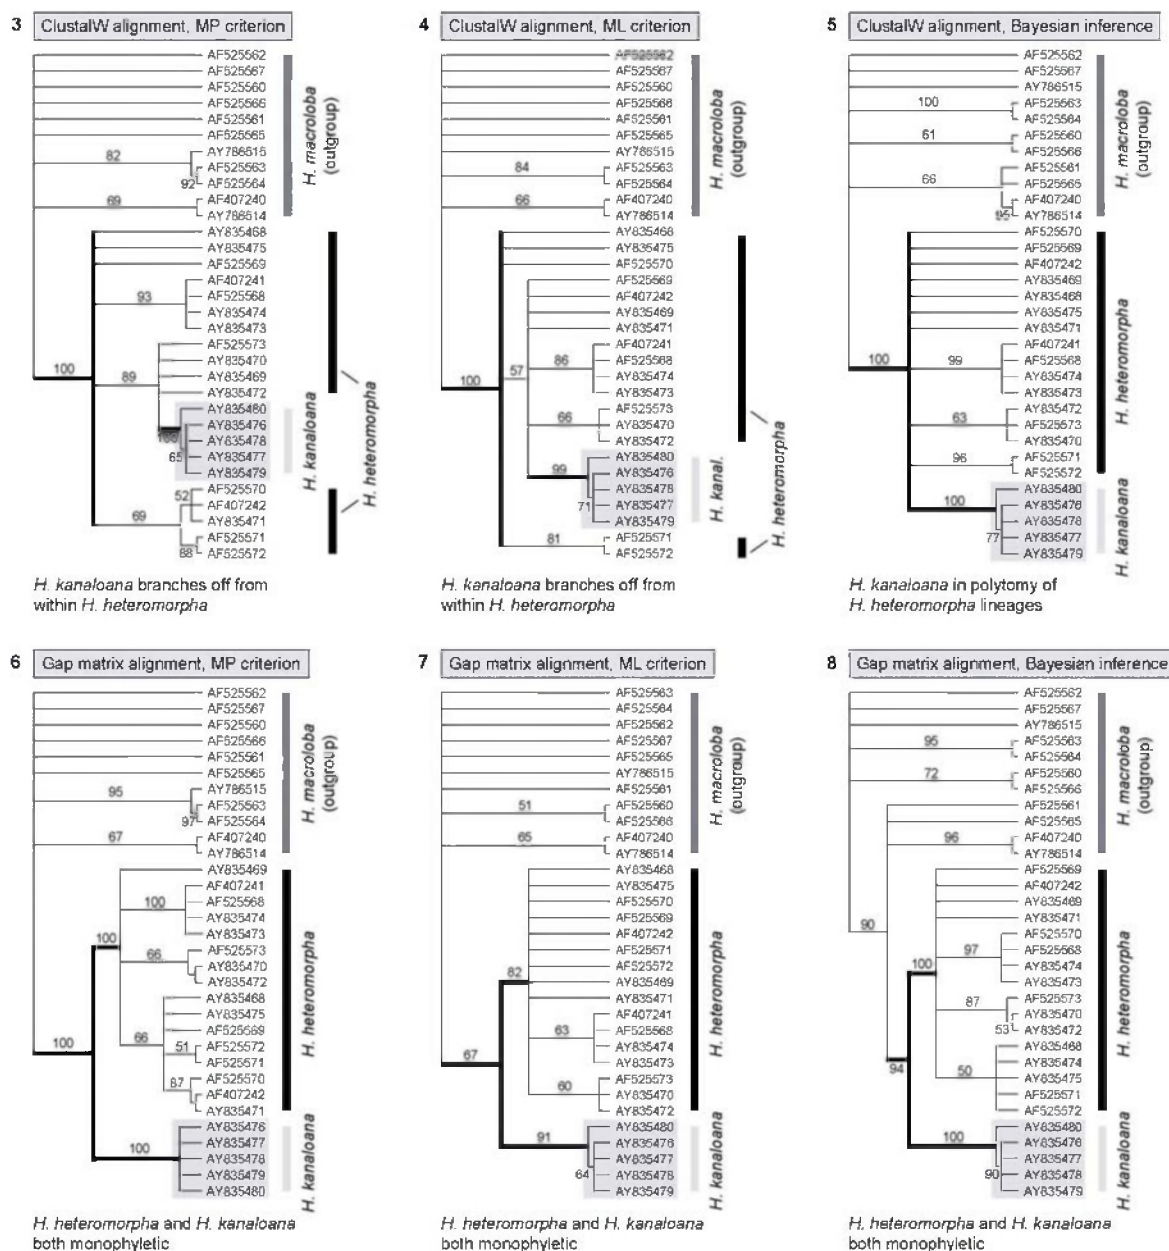 3 ClustalW alignment, MP criterion
AF525562
AF525567
AF525560
AF525566
AF525561
AF525565
82
AY786515
AF525563
92
AF525564
69
AF407240
AY786514
H. macroloba
(outgroup)
AY835468
AY835475
AF525569
AF407241
93
AF525568
AY835474
AY835473
AF525573
AY835470
100
89
AY835469
AY835472
AY835480
AY835476
100
AY835478
65
AY835477
AY835479
H. kanaloana
H. heteromorpha
AF525570
52
AF407242
69
AY835471
AF525571
88
AF525572
H. kanaloana branches off from
within H. heteromorpha
4 ClustalW alignment, ML criterion
AF525562
AF525567
AF525560
AF525566
AF525561
AF525565
AY786515
84
AF525563
AF525564
66
AF407240
AY786514
H. macroloba
(outgroup)
AY835468
AY835475
AF525570
AF525569
AF407242
AY835469
AY835471
AF407241
86
AF525568
57
AY835474
100
AY835473
66
AF525573
AY835470
AY835472
AY835480
99
AY835476
AY835478
71
AY835477
AY835479
H. kanal.
H. heteromorpha
81
AF525571
AF525572
H. kanaloana branches off from
within H. heteromorpha
5 ClustalW alignment, Bayesian inference
AF525562
AF525567
AY786515
100
AF525563
AF525564
61
AF525560
AF525566
AF525561
66
AF525565
AF407240
95
AY786514
H. macroloba
(outgroup)
AF525570
AF525569
AF407242
AY835469
AY835468
AY835475
AY835471
AF407241
100
99
AF525568
AY835474
AY835473
AY835472
63
AF525573
AY835470
96
AF525571
AF525572
H. heteromorpha
AY835480
100
AY835476
AY835478
77
AY835477
AY835479
H. kanaloana
H. kanaloana in polytomy of
H. heteromorpha lineages
6 Gap matrix alignment, MP criterion
AF525562
AF525567
AF525560
AF525566
AF525561
AF525565
95
AY786515
AF525563
97
AF525564
67
AF407240
AY786514
H. macroloba
(outgroup)
AY835469
AF407241
100
AF525568
AY835474
AY835473
100
AF525573
66
AY835470
AY835472
AY835468
AY835475
66
AF525569
51
AF525572
AF525571
AF525570
87
AF407242
AY835471
100
H. heteromorpha
AY835476
AY835477
100
AY835478
AY835479
AY835480
H. kanaloana
H. heteromorpha and H. kanaloana
both monophyletic
7 Gap matrix alignment, ML criterion
AF525563
AF525564
AF525562
AF525567
AF525565
AY786515
AF525561
51
AF525560
AF525566
65
AF407240
AY786514
H. macroloba
(outgroup)
AY835468
AY835475
AF525570
AF525569
AF407242
AF525571
82
AF525572
AY835469
AY835471
AF407241
63
AF525568
AY835474
67
AY835473
AF525573
60
AY835470
AY835472
H. heteromorpha
AY835480
91
AY835476
AY835477
64
AY835478
AY835479
H. kanaloana
H. heteromorpha and H. kanaloana
both monophyletic
8 Gap matrix alignment, Bayesian inference
AF525562
AF525567
AY786515
95
AF525563
AF525564
72
AF525560
AF525566
AF525561
AF525565
96
AF407240
AY786514
H. macroloba
(outgroup)
AF525569
AF407242
AY835469
AY835471
90
AF525570
97
AF525568
100
AY835474
AY835473
87
AF525573
AY835470
53
AY835472
AY835468
AY835474
94
50
AY835475
AF525571
AF525572
H. heteromorpha
AY835480
100
AY835476
AY835477
90
AY835478
AY835479
H. kanaloana
H. heteromorpha and H. kanaloana
both monophyletic